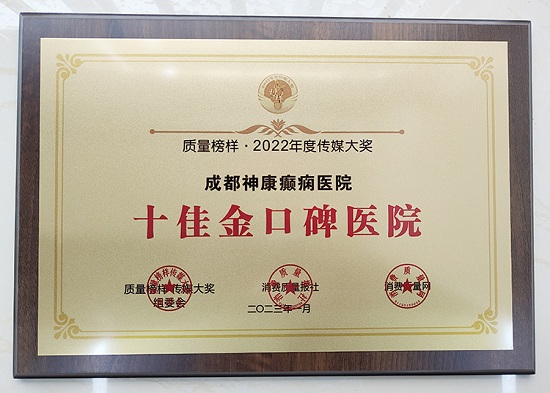 质量榜样·2022年度传媒大奖
成都神康癫痫医院
十佳金口碑医院
质量榜样·传媒大奖
组委会
消费质量报社
消费质量网
二〇二三年一月